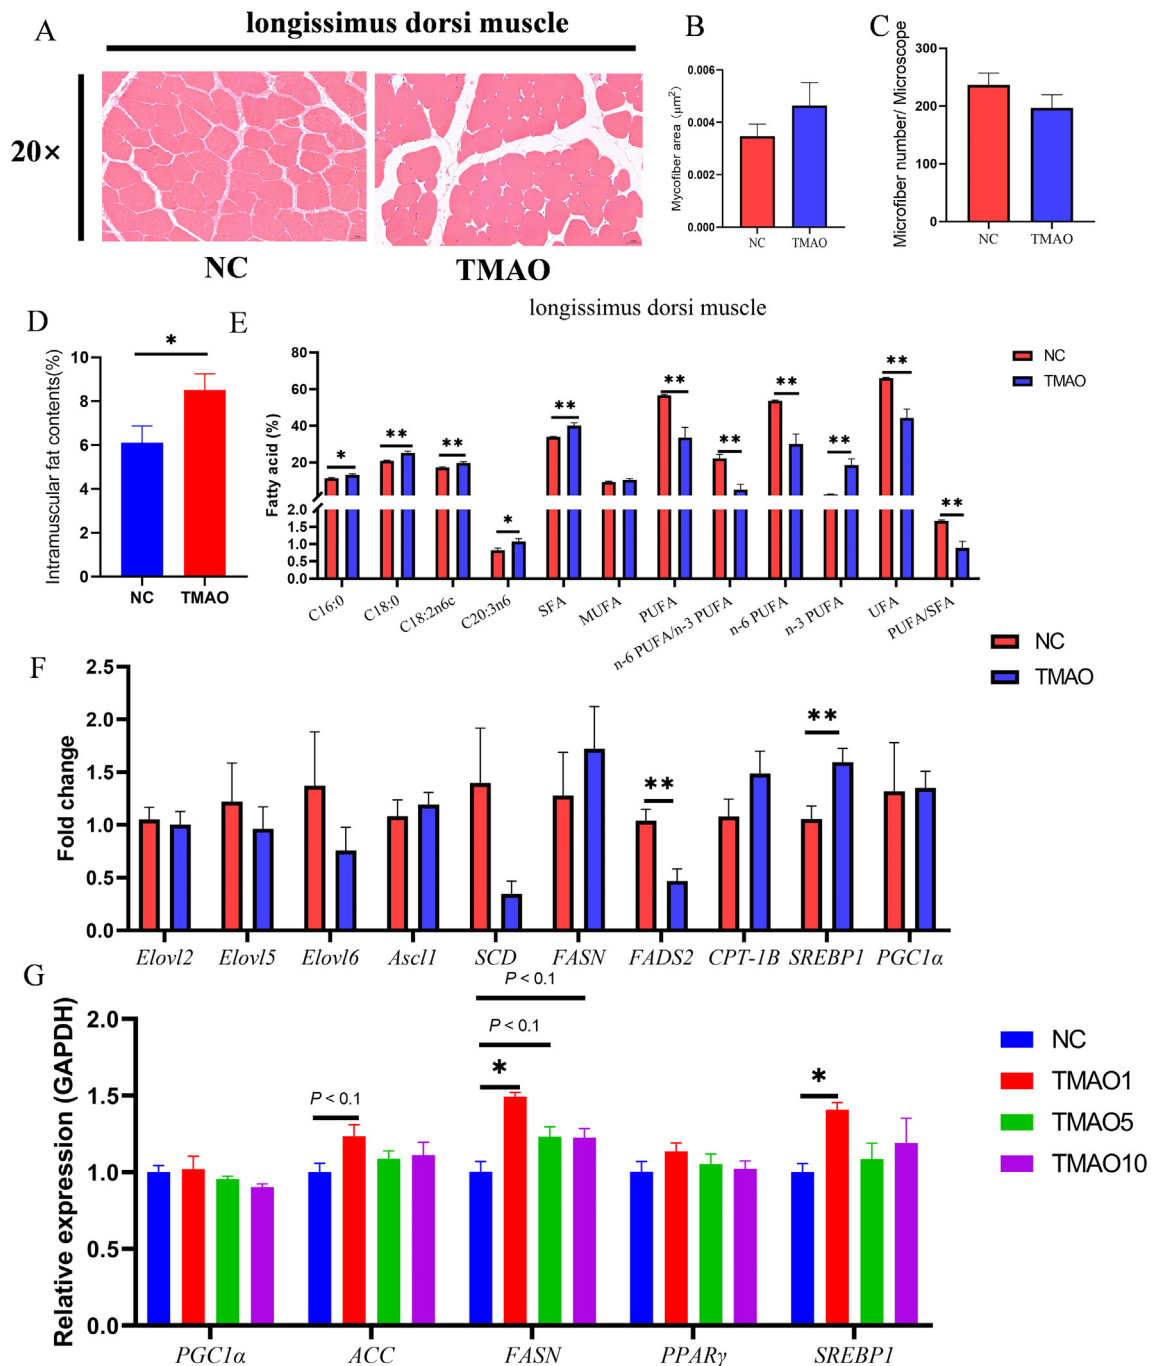 A
longissimus dorsi muscle
20×
NC
TMAO
B
Mycofiber area (μm²)
0.006
0.004
0.002
0.000
NC TMAO
C
Microfiber number/ Microscope
300
200
100
0
NC TMAO
D
Intramuscular fat contents(%)
10
8
6
4
2
0
*
NC TMAO
E
longissimus dorsi muscle
Fatty acid (%)
80
60
40
20
2.0
1.5
1.0
0.5
0.0
* ** ** * ** ** ** ** ** ** **
C16:0 C18:0 C18:2n6c C20:3n6 SFA MUFA PUFA n-6 PUFA/n-3 PUFA n-6 PUFA n-3 PUFA UFA PUFA/SFA
NC
TMAO
F
Fold change
2.5
2.0
1.5
1.0
0.5
0.0
** **
Elovl2 Elovl5 Elovl6 Ascl1 SCD FASN FADS2 CPT-1B SREBP1 PGC1α
NC
TMAO
G
Relative expression (GAPDH)
2.0
1.5
1.0
0.5
0.0
P < 0.1
P < 0.1
P < 0.1
* *
PGC1α ACC FASN PPARγ SREBP1
NC
TMAO1
TMAO5
TMAO10